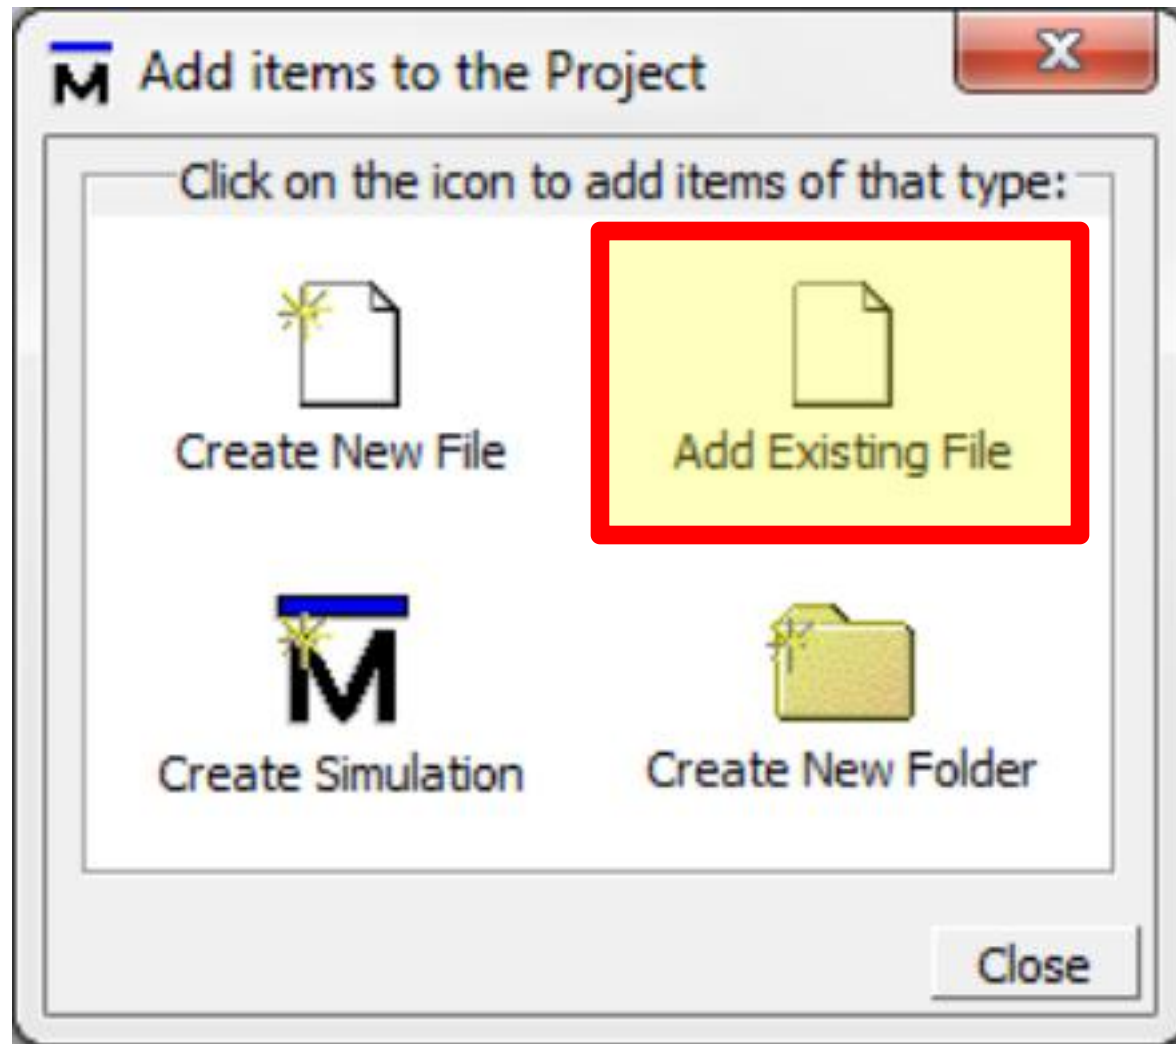 Add items to the Project
Click on the icon to add items of that type:
Create New File
Add Existing File
Create Simulation
Create New Folder
Close